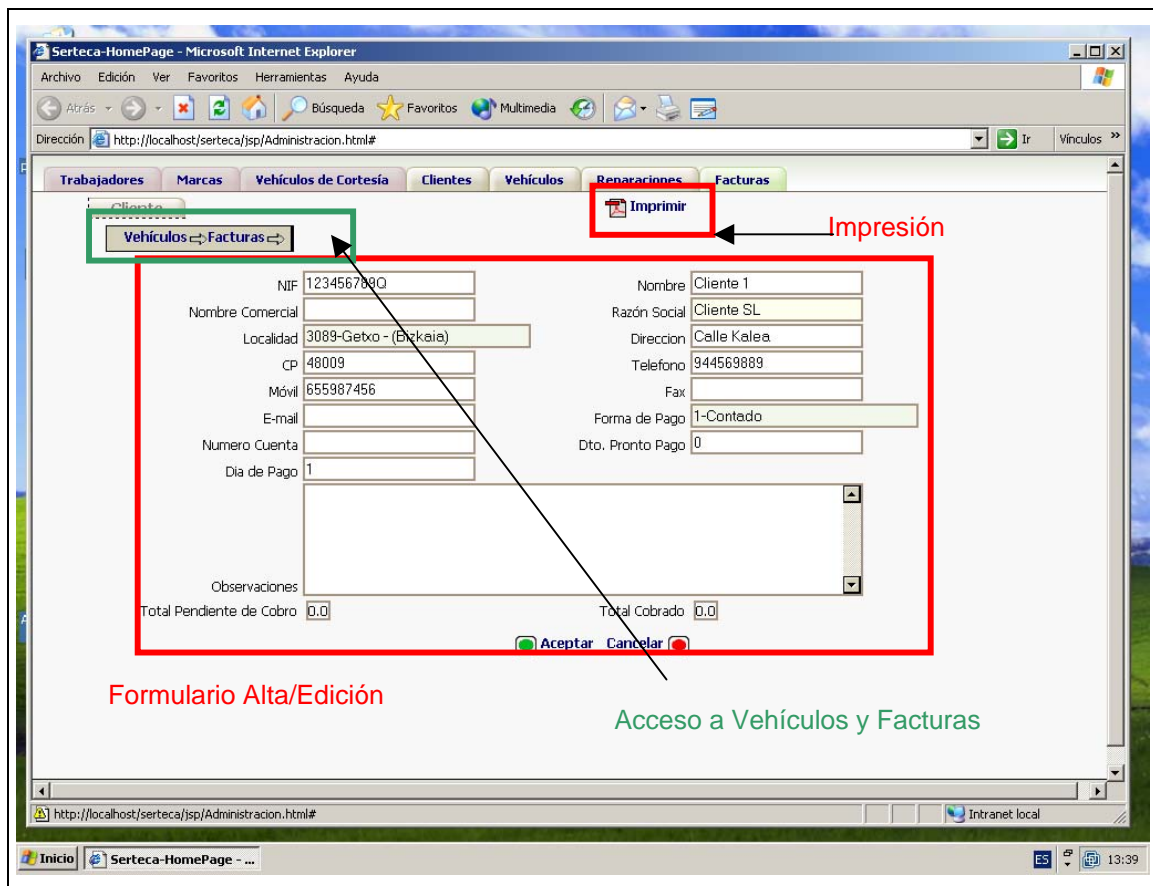 Serteca-HomePage - Microsoft Internet Explorer
Archivo Edición Ver Favoritos Herramientas Ayuda
Atrás Búsqueda Favoritos Multimedia
Dirección http://localhost/serteca/jsp/Administracion.html# Ir Vínculos »
Trabajadores Marcas Vehículos de Cortesía Clientes Vehículos Reparaciones Facturas
Cliente Imprimir
Impresión
Vehículos Facturas
NIF 123456789Q Nombre Cliente 1
Nombre Comercial Razón Social Cliente SL
Localidad 3089-Getxo - (Bizkaia) Direccion Calle Kalea
CP 48009 Telefono 944569889
Móvil 655987456 Fax
E-mail Forma de Pago 1-Contado
Numero Cuenta Dto. Pronto Pago 0
Dia de Pago 1
Observaciones
Total Pendiente de Cobro 0.0 Total Cobrado 0.0
Aceptar Cancelar
Formulario Alta/Edición
Acceso a Vehículos y Facturas
http://localhost/serteca/jsp/Administracion.html# Intranet local
Inicio Serteca-HomePage - ... ES 13:39